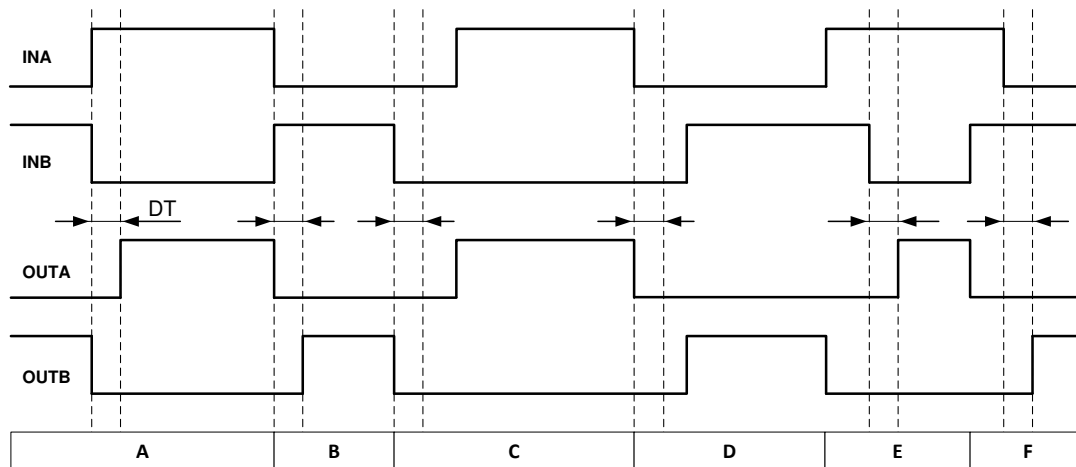 INA
INB
DT
OUTA
OUTB
A B C D E F